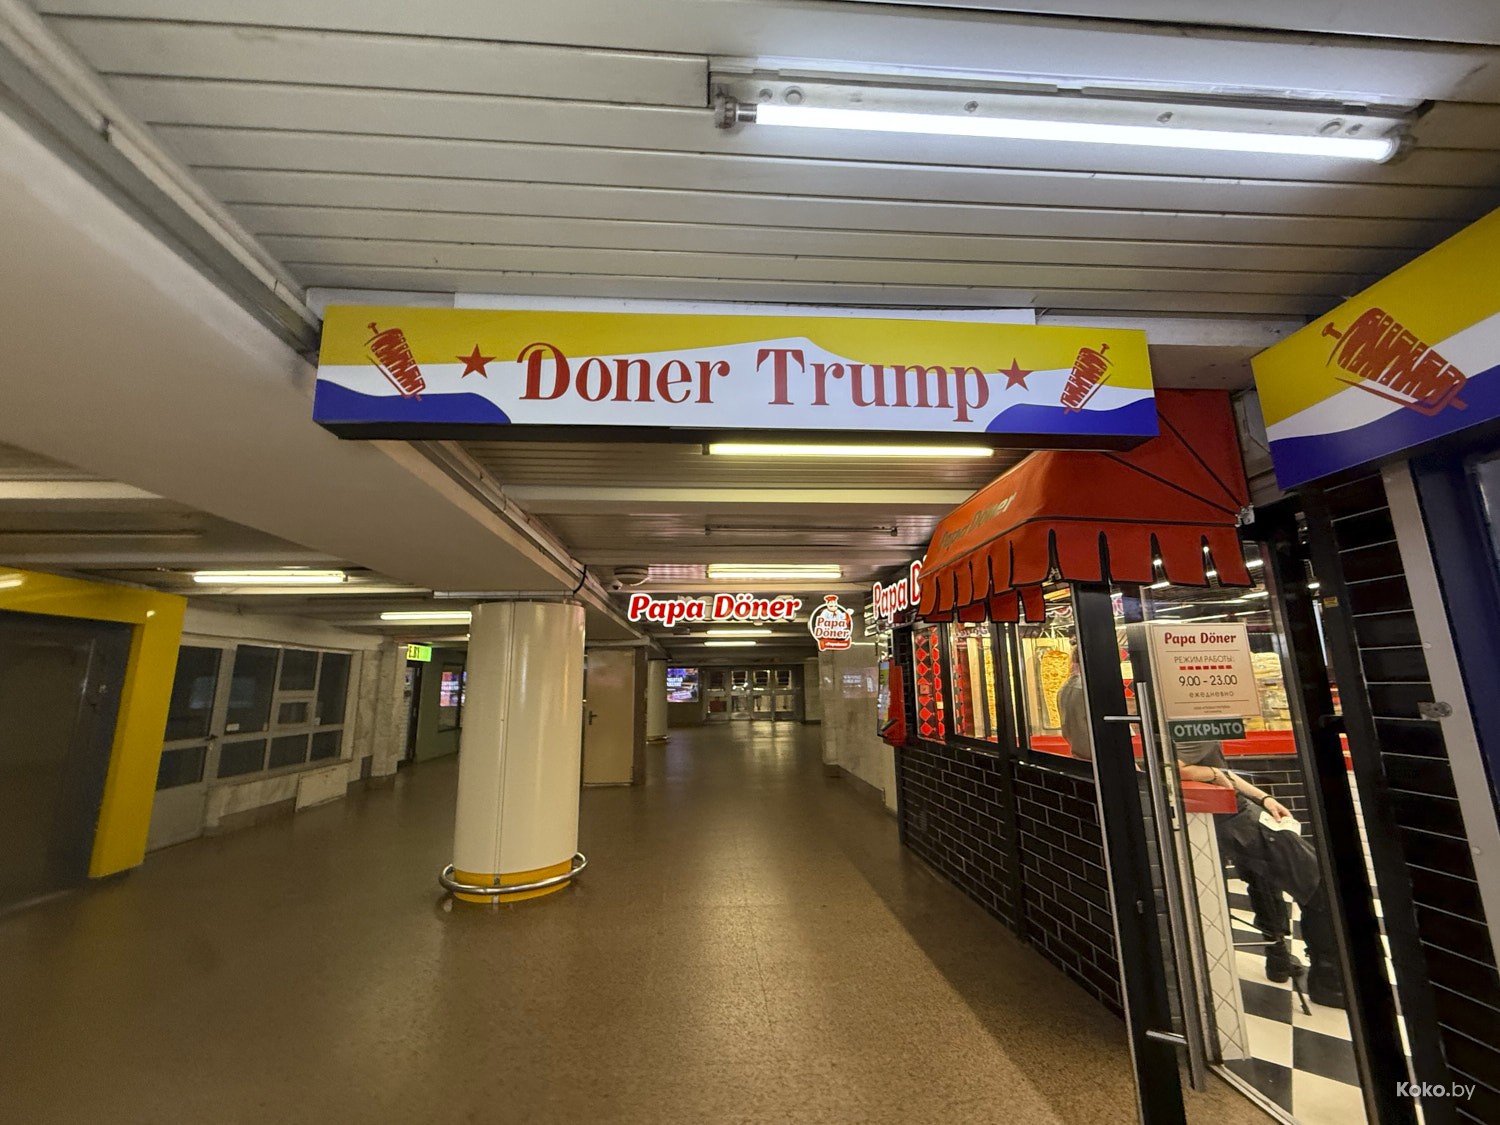 Doner Trump
Papa Döner
Papa
Döner
Papa Döner
Papa Döner
РЕЖИМ РАБОТЫ:
9.00 - 23.00
ежедневно
ОТКРЫТО
Koko.by